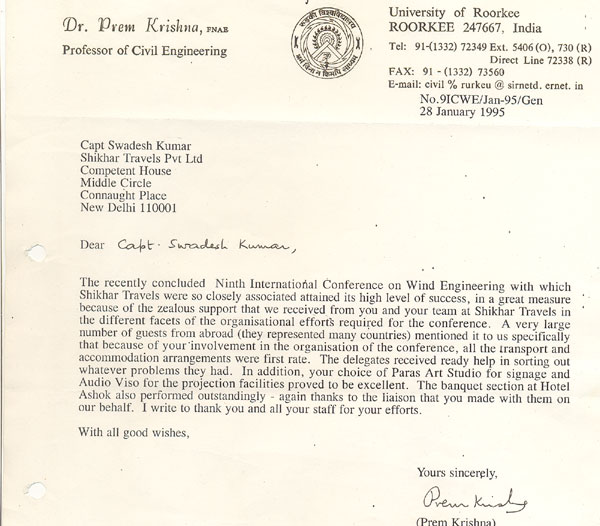 Dr. Prem Krishna, FNAE
Professor of Civil Engineering
University of Roorkee
ROORKEE 247667, India
Tel: 91-(1332) 72349 Ext. 5406 (O), 730 (R)
Direct Line 72338 (R)
FAX: 91 - (1332) 73560
E-mail: civil % rurkeu @ sirnetd. ernet. in
No.9ICWE/Jan-95/Gen
28 January 1995
Capt Swadesh Kumar
Shikhar Travels Pvt Ltd
Competent House
Middle Circle
Connaught Place
New Delhi 110001
Dear Capt. Swadesh Kumar,
The recently concluded Ninth International Conference on Wind Engineering with which
Shikhar Travels were so closely associated attained its high level of success, in a great measure
because of the zealous support that we received from you and your team at Shikhar Travels in
the different facets of the organisational efforts required for the conference. A very large
number of guests from abroad (they represented many countries) mentioned it to us specifically
that because of your involvement in the organisation of the conference, all the transport and
accommodation arrangements were first rate. The delegates received ready help in sorting out
whatever problems they had. In addition, your choice of Paras Art Studio for signage and
Audio Viso for the projection facilities proved to be excellent. The banquet section at Hotel
Ashok also performed outstandingly - again thanks to the liaison that you made with them on
our behalf. I write to thank you and all your staff for your efforts.
With all good wishes,
Yours sincerely,
Prem Krishna
(Prem Krishna)